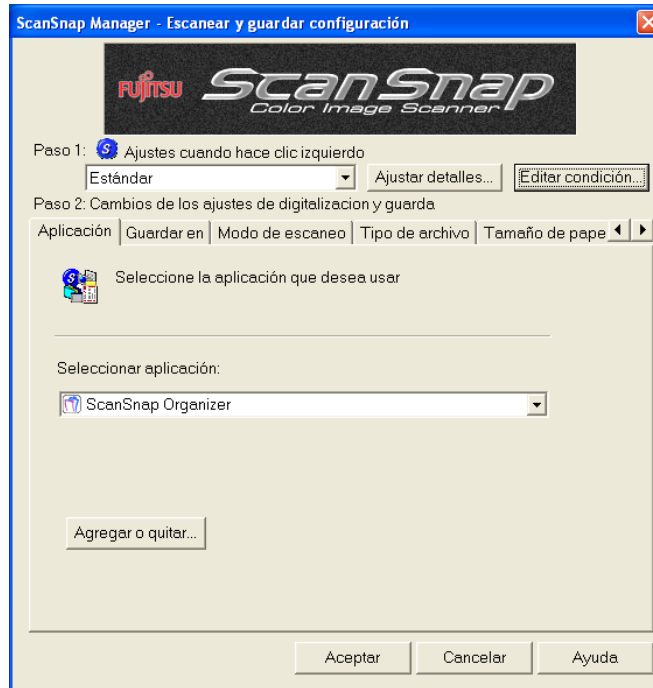 ScanSnap Manager - Escanear y guardar configuración
FUJITSU ScanSnap
Color Image Scanner
Paso 1: S Ajustes cuando hace clic izquierdo
Estándar Ajustar detalles... Editar condición...
Paso 2: Cambios de los ajustes de digitalizacion y guarda
Aplicación Guardar en Modo de escaneo Tipo de archivo Tamaño de pape
Seleccione la aplicación que desea usar
Seleccionar aplicación:
ScanSnap Organizer
Agregar o quitar...
Aceptar Cancelar Ayuda